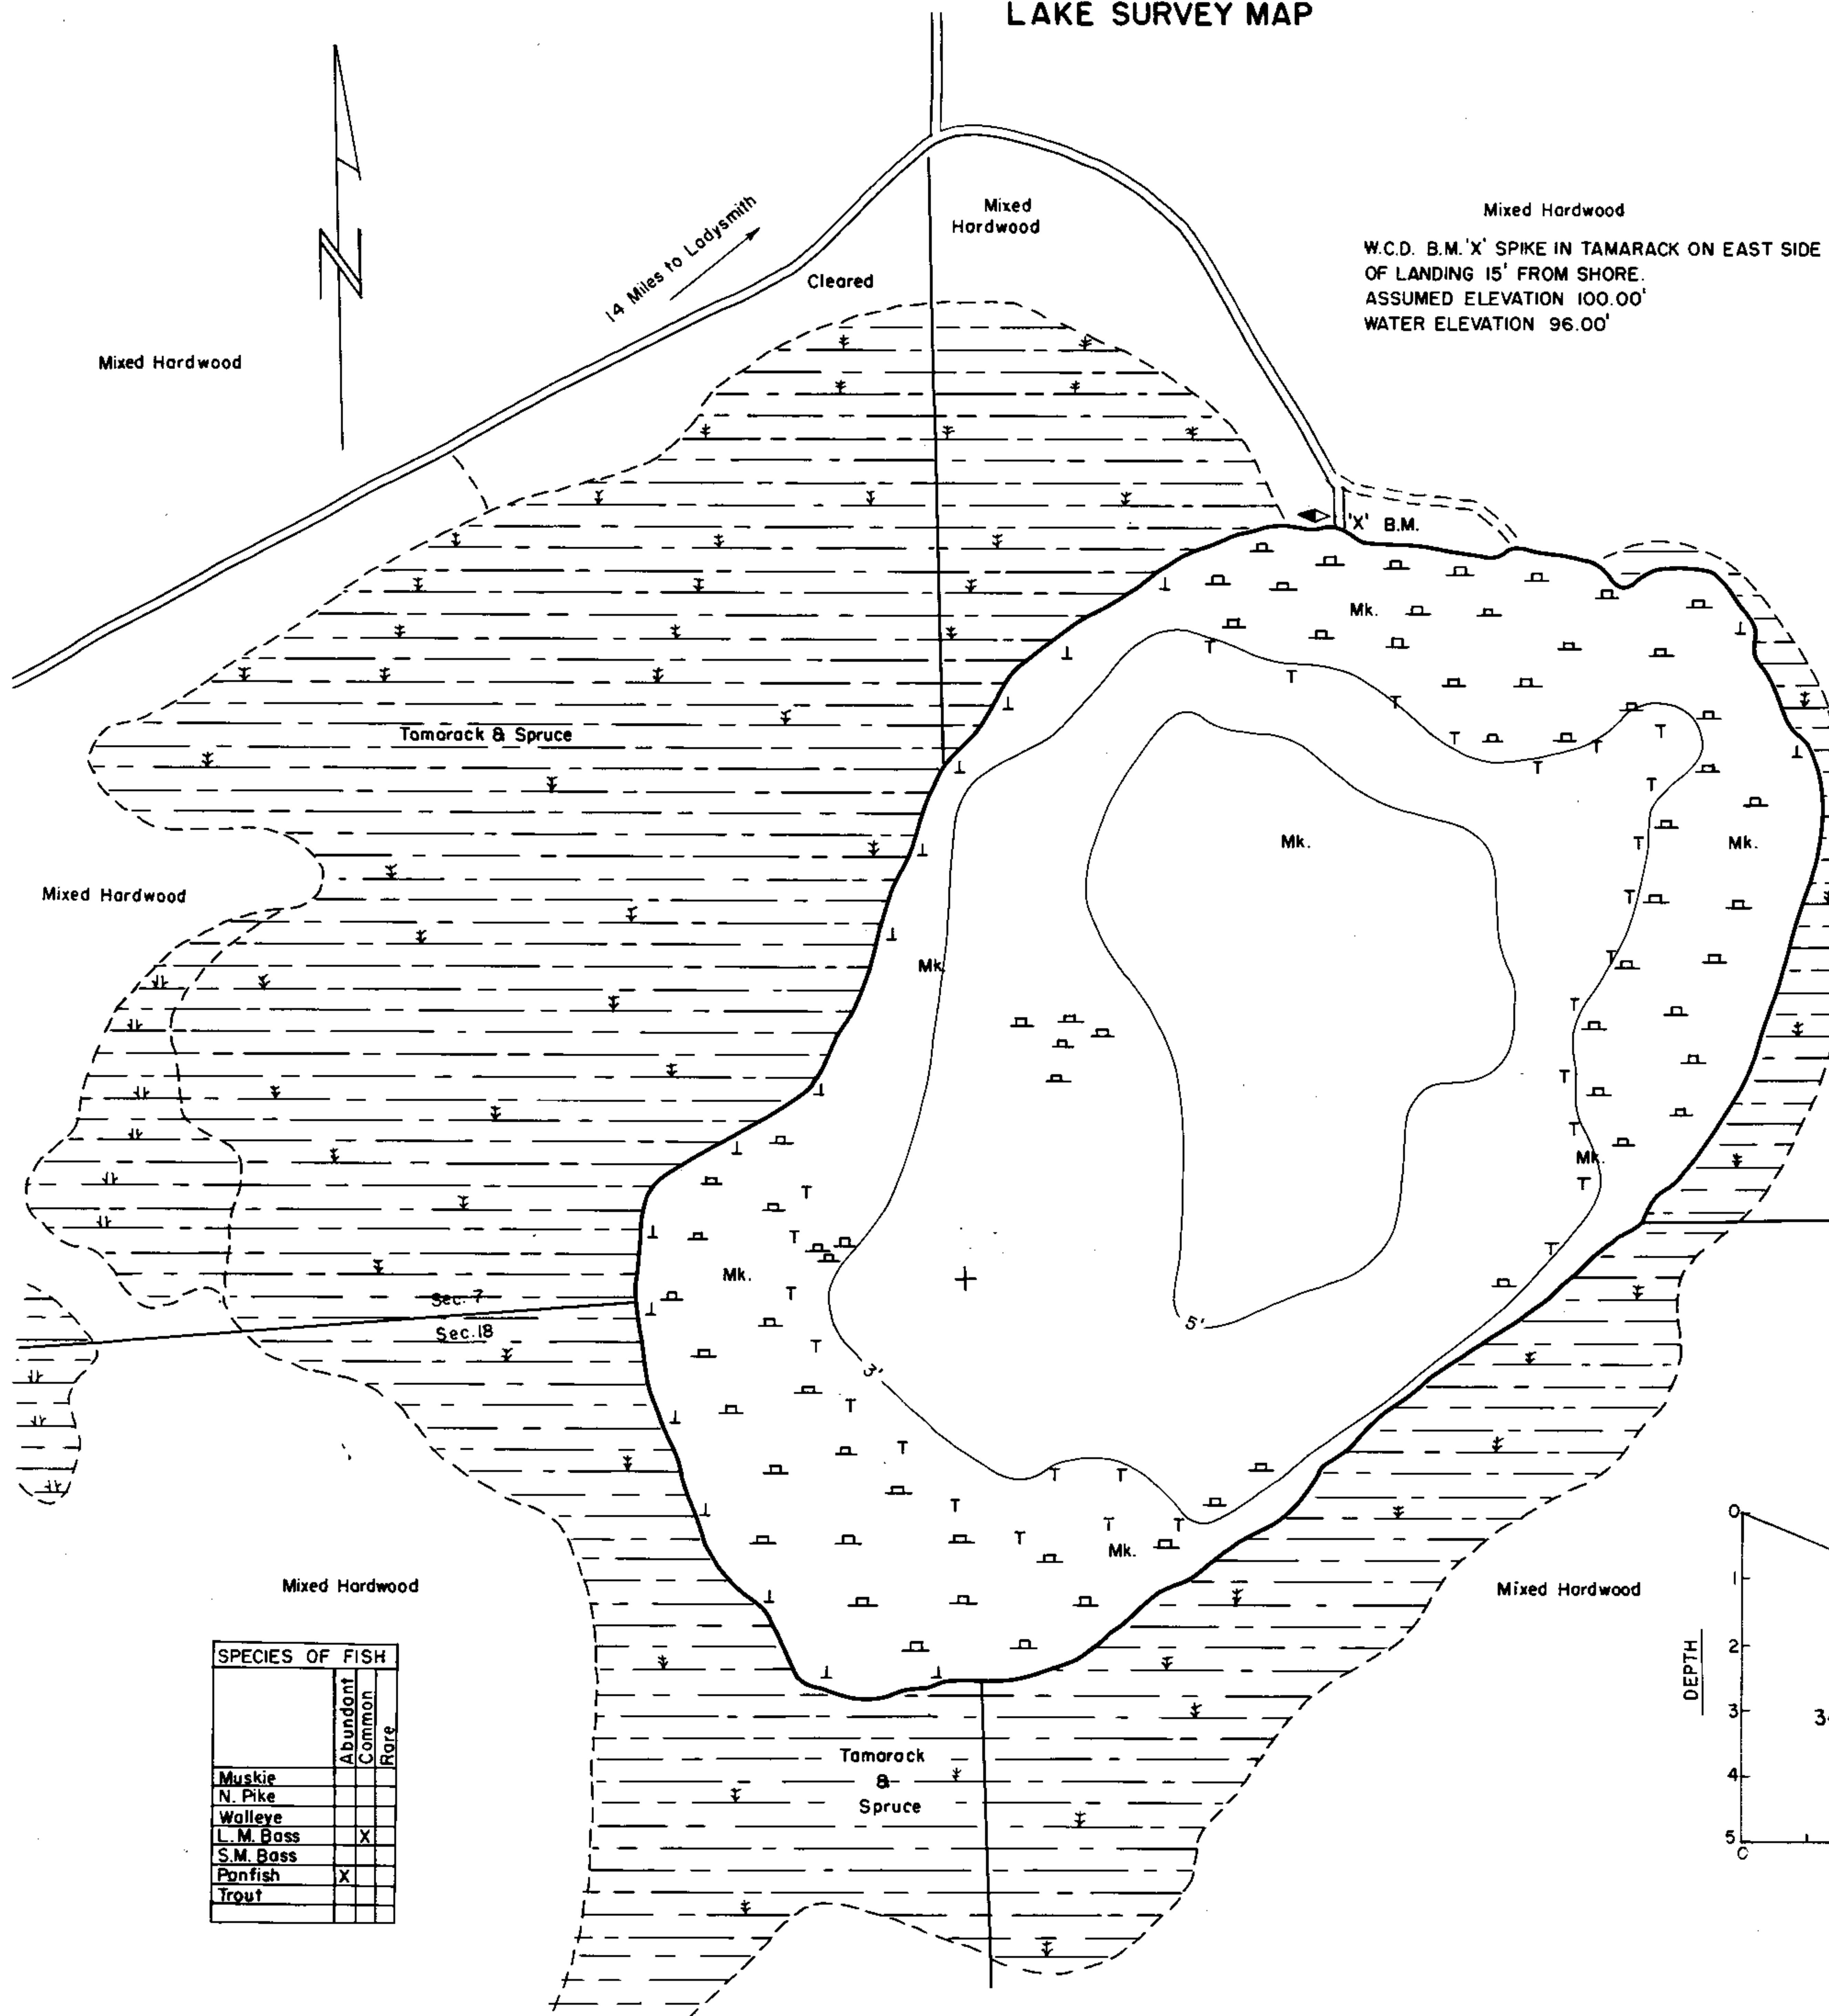 LAKE SURVEY MAP
N
14 Miles to Ladysmith
Mixed
Hardwood
Mixed Hardwood
Cleared
W.C.D. B.M. 'X' SPIKE IN TAMARACK ON EAST SIDE
OF LANDING 15' FROM SHORE.
ASSUMED ELEVATION 100.00'
WATER ELEVATION 96.00'
Mixed Hardwood
'X' B.M.
Mk.
Tamarack & Spruce
Mk.
Mk.
Mixed Hardwood
Mk.
Mk.
Mk.
Sec. 7
Sec. 18
5'
3'
Mk.
Mixed Hardwood
Mixed Hardwood
SPECIES OF FISH
Abundant
Common
Rare
Muskie
N. Pike
Walleye
L.M. Bass X
S.M. Bass
Panfish X
Trout
Tamarack
&
Spruce
DEPTH
0
1
2
3
4
5
0